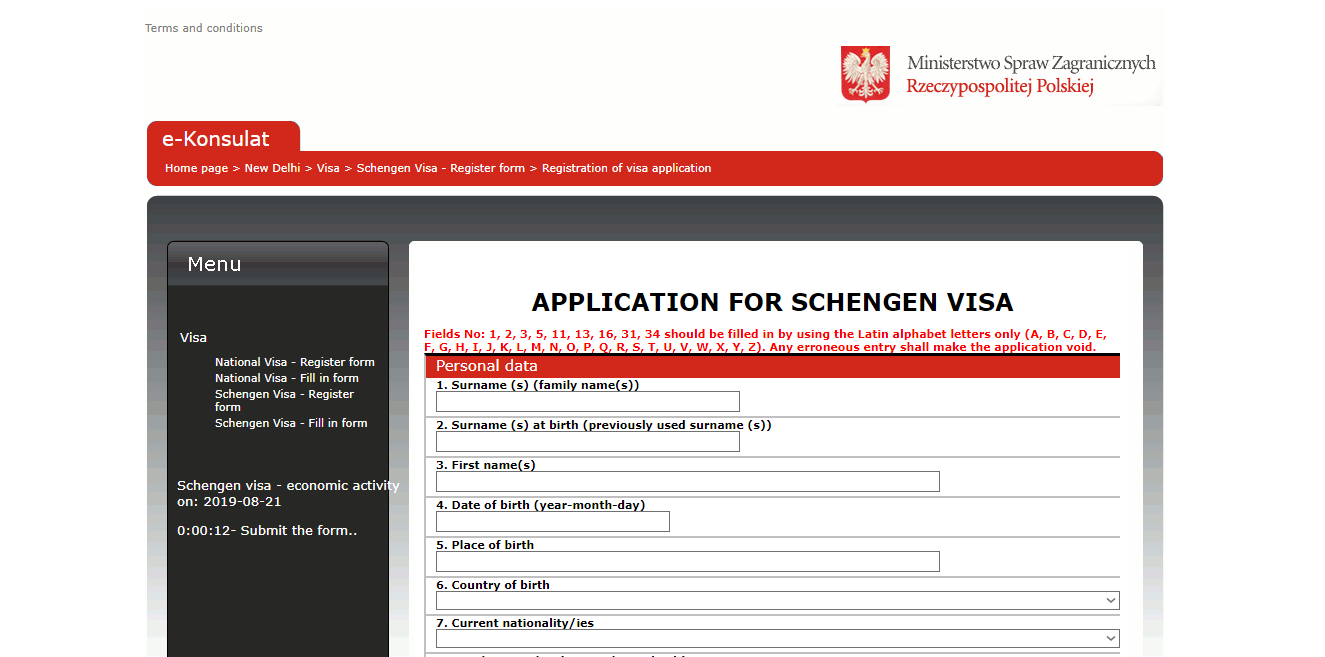 Terms and conditions
Ministerstwo Spraw Zagranicznych
Rzeczypospolitej Polskiej
e-Konsulat
Home page > New Delhi > Visa > Schengen Visa - Register form > Registration of visa application
Menu
Visa
National Visa - Register form
National Visa - Fill in form
Schengen Visa - Register
form
Schengen Visa - Fill in form
Schengen visa - economic activity
on: 2019-08-21
0:00:12- Submit the form..
APPLICATION FOR SCHENGEN VISA
Fields No: 1, 2, 3, 5, 11, 13, 16, 31, 34 should be filled in by using the Latin alphabet letters only (A, B, C, D, E,
F, G, H, I, J, K, L, M, N, O, P, Q, R, S, T, U, V, W, X, Y, Z). Any erroneous entry shall make the application void.
Personal data
1. Surname (s) (family name(s))
2. Surname (s) at birth (previously used surname (s))
3. First name(s)
4. Date of birth (year-month-day)
5. Place of birth
6. Country of birth
7. Current nationality/ies